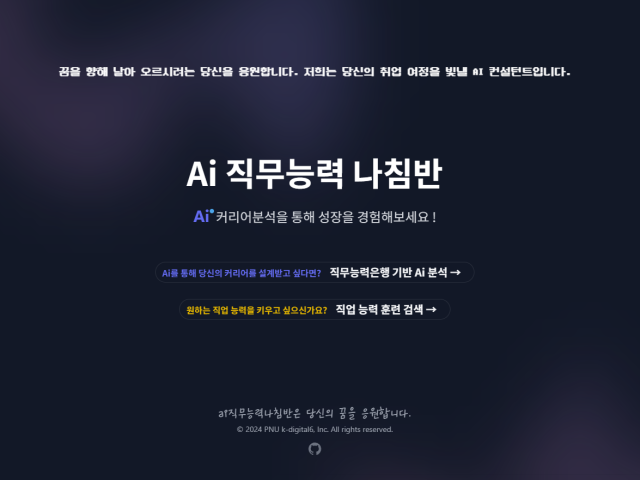 꿈을 향해 날아 오르시려는 당신을 응원합니다. 저희는 당신의 취업 여정을 빛낼 AI 컨설턴트입니다.
Ai 직무능력 나침반
Ai 커리어분석을 통해 성장을 경험해보세요 !
Ai를 통해 당신의 커리어를 설계받고 싶다면? 직무능력은행 기반 Ai 분석 →
원하는 직업 능력을 키우고 싶으신가요? 직업 능력 훈련 검색 →
ai직무능력나침반은 당신의 꿈을 응원합니다.
© 2024 PNU k-digital6, Inc. All rights reserved.